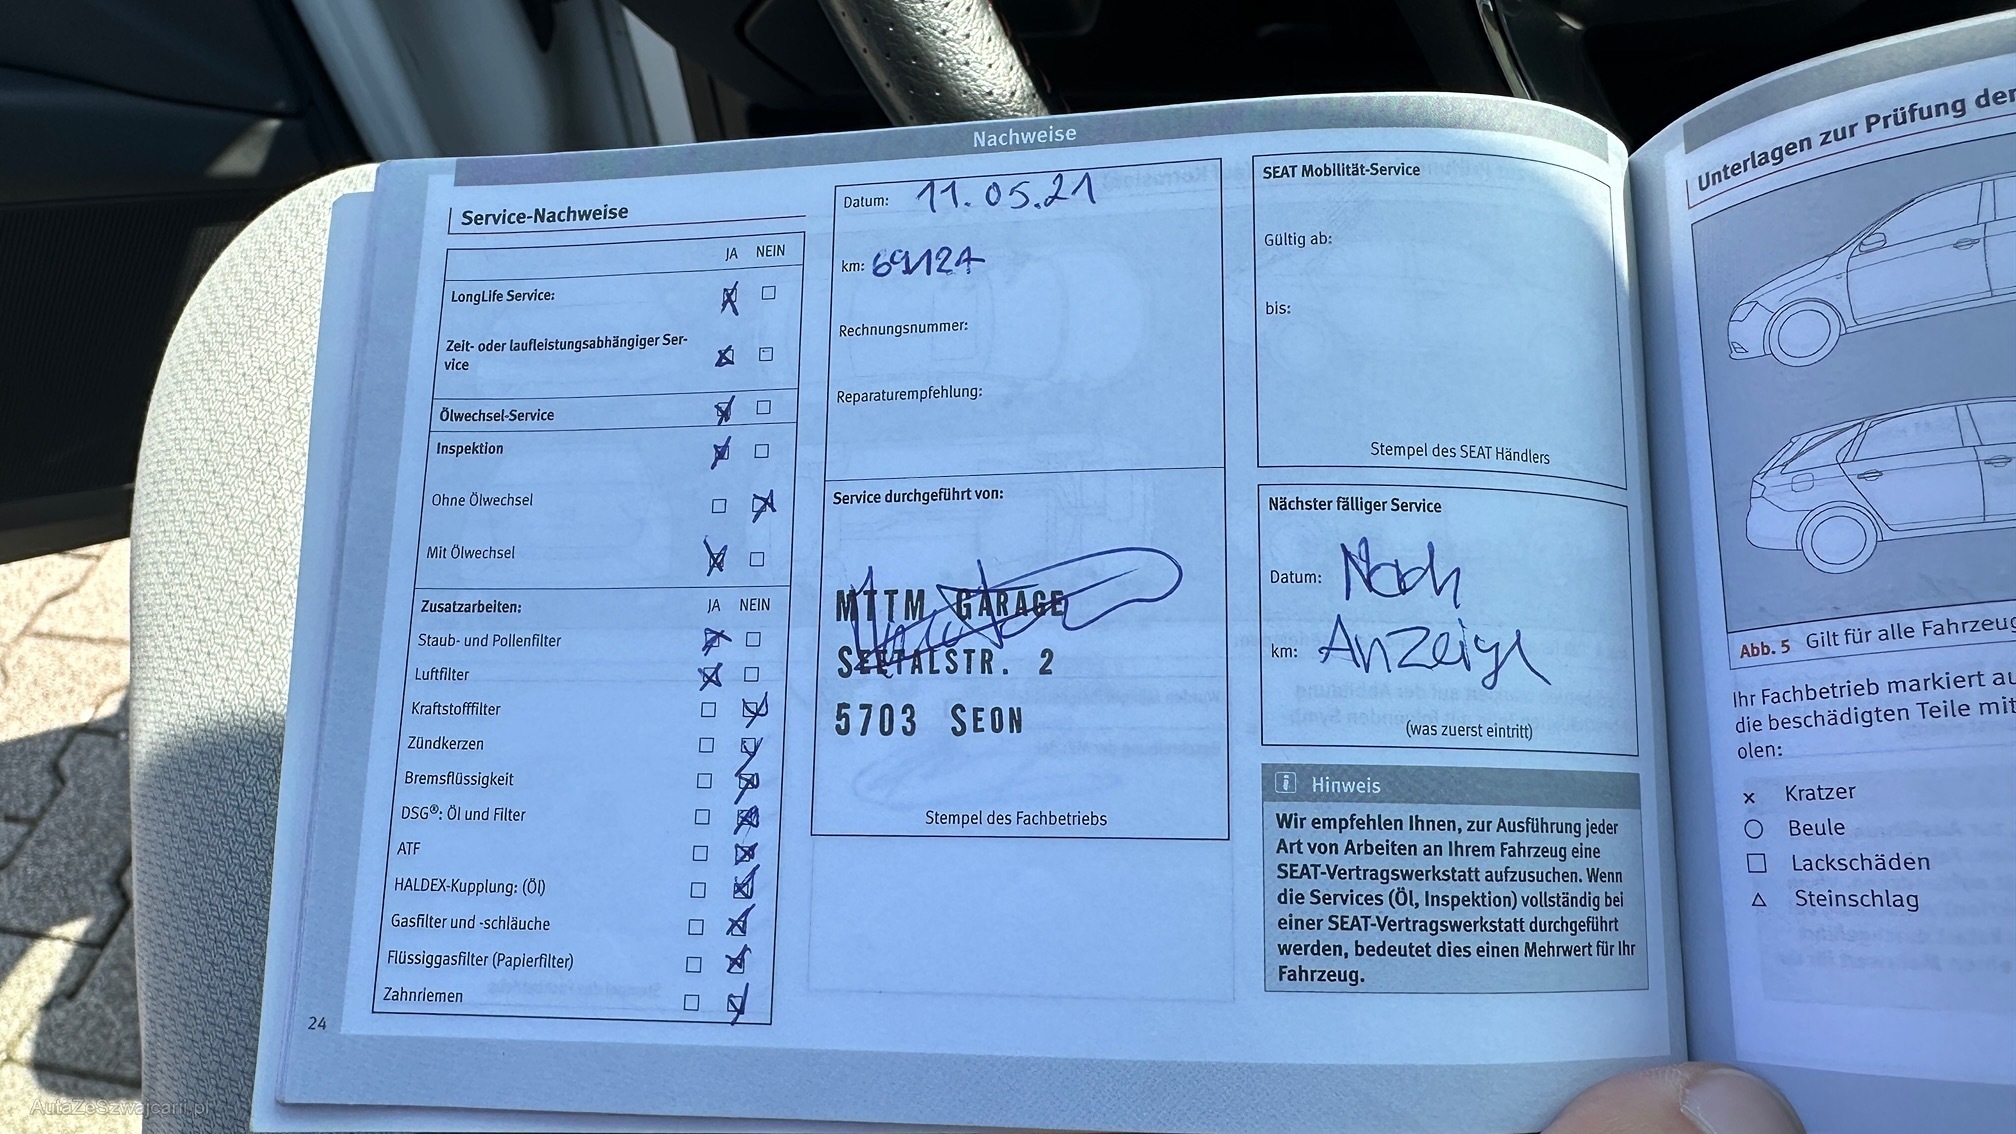 Nachweise
Service-Nachweise
JA NEIN
LongLife Service:
Zeit- oder laufleistungsabhängiger Ser-
vice
Ölwechsel-Service
Inspektion
Ohne Ölwechsel
Mit Ölwechsel
Zusatzarbeiten: JA NEIN
Staub- und Pollenfilter
Luftfilter
Kraftstofffilter
Zündkerzen
Bremsflüssigkeit
DSG®: Öl und Filter
ATF
HALDEX-Kupplung: (Öl)
Gasfilter und -schläuche
Flüssiggasfilter (Papierfilter)
Zahnriemen
24
Datum: 11.05.21
km: 69127
Rechnungsnummer:
Reparaturempfehlung:
Service durchgeführt von:
MTTM GARAGE
SEETALSTR. 2
5703 SEON
Stempel des Fachbetriebs
SEAT Mobilität-Service
Gültig ab:
bis:
Stempel des SEAT Händlers
Nächster fälliger Service
Datum: Nach
km: Anzeige
(was zuerst eintritt)
i Hinweis
Wir empfehlen Ihnen, zur Ausführung jeder
Art von Arbeiten an Ihrem Fahrzeug eine
SEAT-Vertragswerkstatt aufzusuchen. Wenn
die Services (Öl, Inspektion) vollständig bei
einer SEAT-Vertragswerkstatt durchgeführt
werden, bedeutet dies einen Mehrwert für Ihr
Fahrzeug.
Unterlagen zur Prüfung der
Abb. 5 Gilt für alle Fahrzeug
Ihr Fachbetrieb markiert au
die beschädigten Teile mit
olen:
Kratzer
Beule
Lackschäden
Steinschlag
AutaZeSzwajcarii.pl